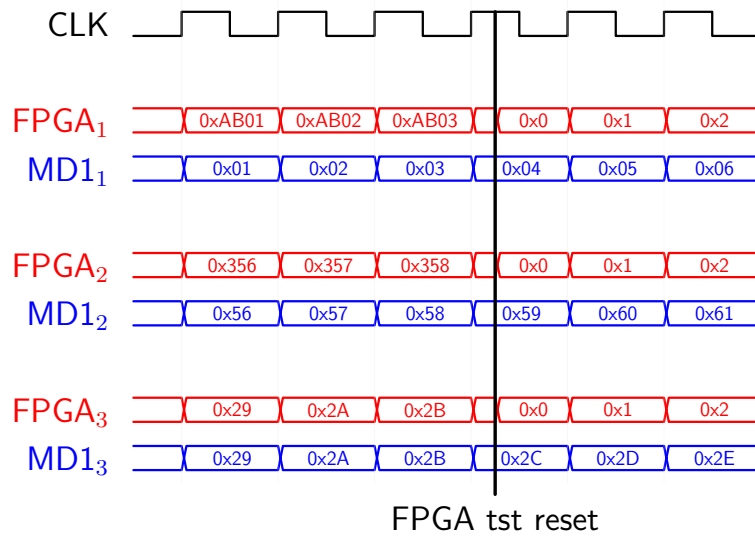 CLK
FPGA₁ 0xAB01 0xAB02 0xAB03 0x0 0x1 0x2
MD1₁ 0x01 0x02 0x03 0x04 0x05 0x06
FPGA₂ 0x356 0x357 0x358 0x0 0x1 0x2
MD1₂ 0x56 0x57 0x58 0x59 0x60 0x61
FPGA₃ 0x29 0x2A 0x2B 0x0 0x1 0x2
MD1₃ 0x29 0x2A 0x2B 0x2C 0x2D 0x2E
FPGA tst reset